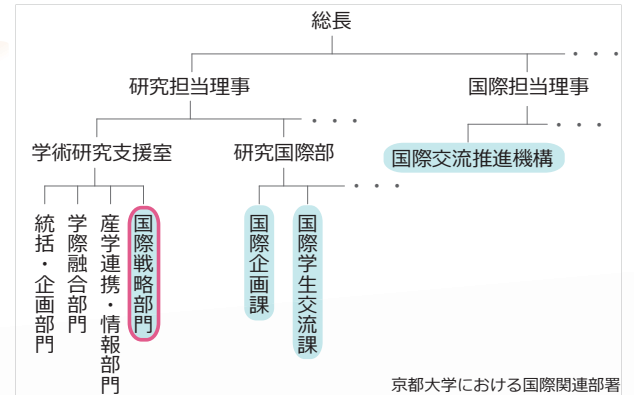 総長
・・・
研究担当理事
国際担当理事
・・・
・・・
学術研究支援室
研究国際部
国際交流推進機構
・・・
統括・企画部門
学際融合部門
産学連携・情報部門
国際戦略部門
国際企画課
国際学生交流課
京都大学における国際関連部署